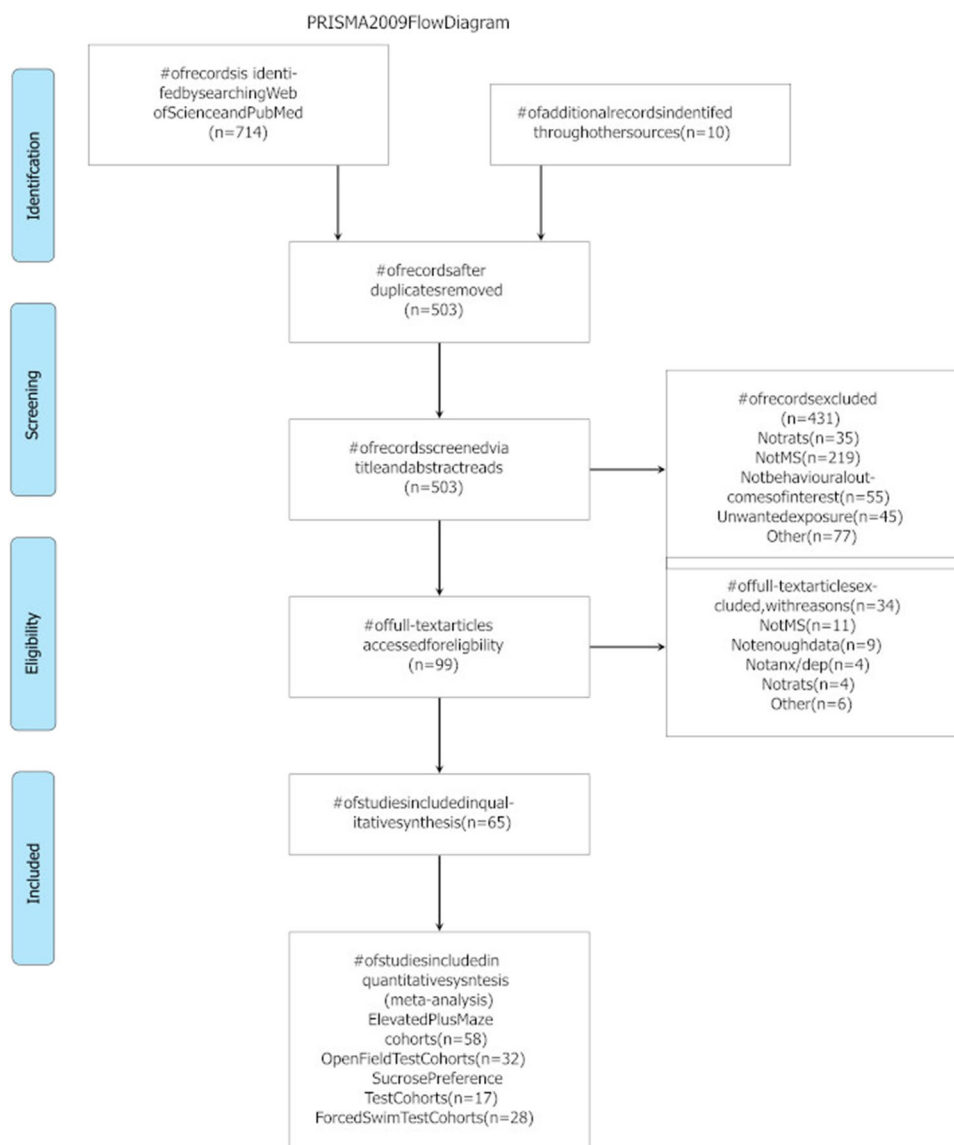 PRISMA2009FlowDiagram
Identifcation
#ofrecordsis identi-
fedbysearchingWeb
ofScienceandPubMed
(n=714)
#ofadditionalrecordsindentifed
throughothersources(n=10)
#ofrecordsafter
duplicatesremoved
(n=503)
Screening
#ofrecordsscreenedvia
titleandabstractreads
(n=503)
#ofrecordsexcluded
(n=431)
Notrats(n=35)
NotMS(n=219)
Notbehaviouralout-
comesofinterest(n=55)
Unwantedexposure(n=45)
Other(n=77)
Eligibility
#offull-textarticles
accessedforeligbility
(n=99)
#offull-textarticlesex-
cluded,withreasons(n=34)
NotMS(n=11)
Notenoughdata(n=9)
Notanx/dep(n=4)
Notrats(n=4)
Other(n=6)
Included
#ofstudiesincludedinqual-
itativesynthesis(n=65)
#ofstudiesincludedin
quantitativesysntesis
(meta-analysis)
ElevatedPlusMaze
cohorts(n=58)
OpenFieldTestCohorts(n=32)
SucrosePreference
TestCohorts(n=17)
ForcedSwimTestCohorts(n=28)